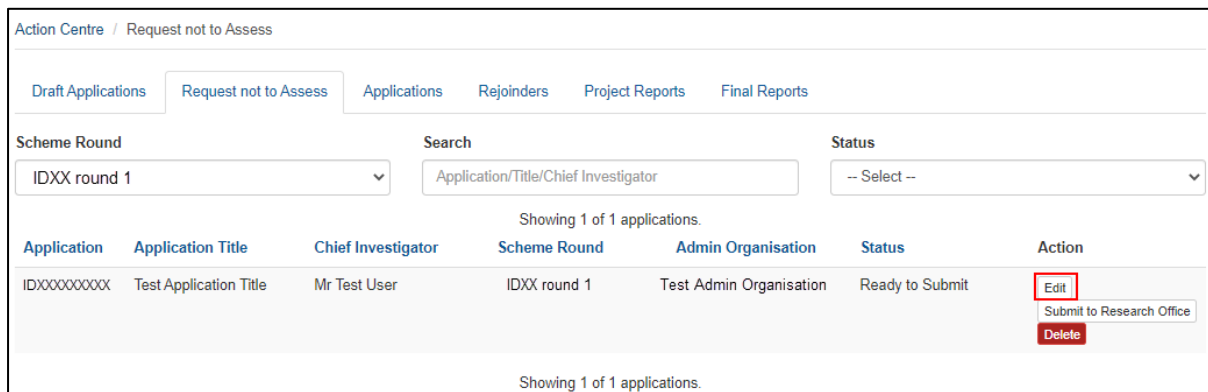 Action Centre / Request not to Assess
Draft Applications Request not to Assess Applications Rejoinders Project Reports Final Reports
Scheme Round Search Status
IDXX round 1 Application/Title/Chief Investigator -- Select --
Showing 1 of 1 applications.
Application Application Title Chief Investigator Scheme Round Admin Organisation Status Action
IDXXXXXXXXX Test Application Title Mr Test User IDXX round 1 Test Admin Organisation Ready to Submit Edit
Submit to Research Office
Delete
Showing 1 of 1 applications.